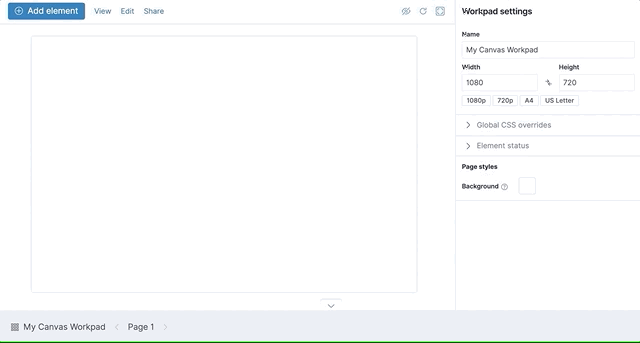 Add element View Edit Share
Workpad settings
Name
My Canvas Workpad
Width Height
1080 720
1080p 720p A4 US Letter
Global CSS overrides
Element status
Page styles
Background
My Canvas Workpad Page 1